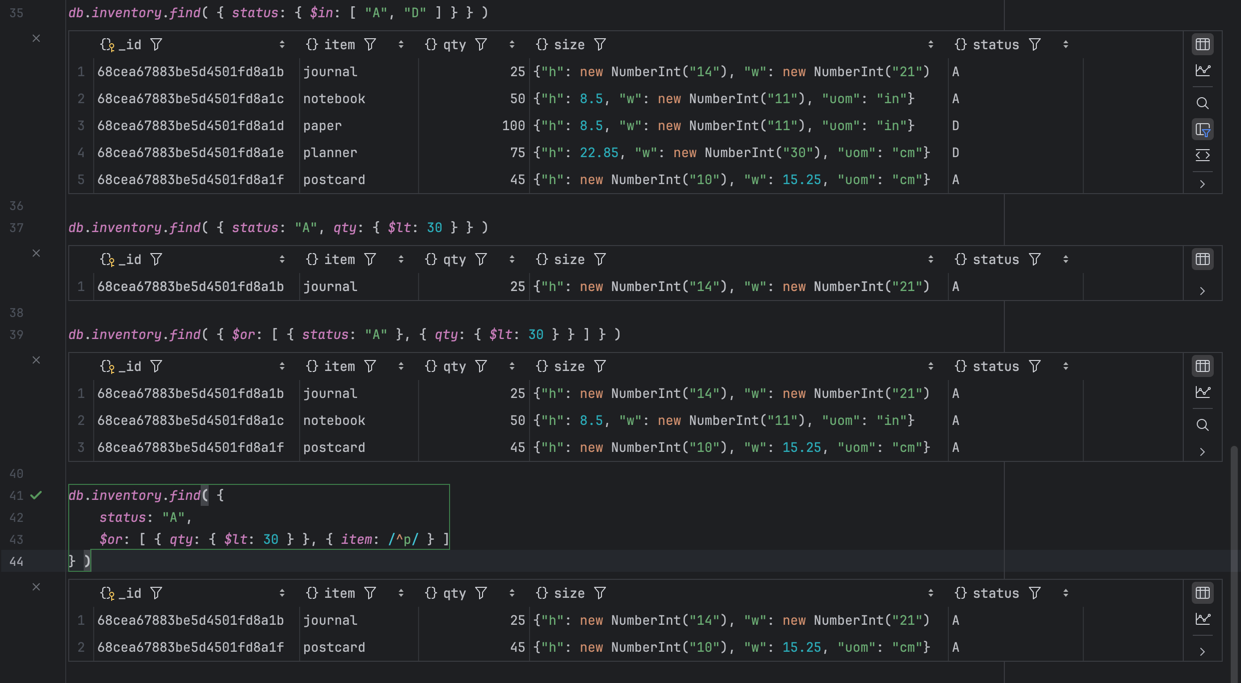 35 db.inventory.find( { status: { $in: [ "A", "D" ] } } )
{} _id {} item {} qty {} size {} status
1 68cea67883be5d4501fd8a1b journal 25 {"h": new NumberInt("14"), "w": new NumberInt("21") A
2 68cea67883be5d4501fd8a1c notebook 50 {"h": 8.5, "w": new NumberInt("11"), "uom": "in"} A
3 68cea67883be5d4501fd8a1d paper 100 {"h": 8.5, "w": new NumberInt("11"), "uom": "in"} D
4 68cea67883be5d4501fd8a1e planner 75 {"h": 22.85, "w": new NumberInt("30"), "uom": "cm"} D
5 68cea67883be5d4501fd8a1f postcard 45 {"h": new NumberInt("10"), "w": 15.25, "uom": "cm"} A
36
37 db.inventory.find( { status: "A", qty: { $lt: 30 } } )
{} _id {} item {} qty {} size {} status
1 68cea67883be5d4501fd8a1b journal 25 {"h": new NumberInt("14"), "w": new NumberInt("21") A
38
39 db.inventory.find( { $or: [ { status: "A" }, { qty: { $lt: 30 } } ] } )
{} _id {} item {} qty {} size {} status
1 68cea67883be5d4501fd8a1b journal 25 {"h": new NumberInt("14"), "w": new NumberInt("21") A
2 68cea67883be5d4501fd8a1c notebook 50 {"h": 8.5, "w": new NumberInt("11"), "uom": "in"} A
3 68cea67883be5d4501fd8a1f postcard 45 {"h": new NumberInt("10"), "w": 15.25, "uom": "cm"} A
40
41 db.inventory.find( {
42 status: "A",
43 $or: [ { qty: { $lt: 30 } }, { item: /^p/ } ]
44 } )
{} _id {} item {} qty {} size {} status
1 68cea67883be5d4501fd8a1b journal 25 {"h": new NumberInt("14"), "w": new NumberInt("21") A
2 68cea67883be5d4501fd8a1f postcard 45 {"h": new NumberInt("10"), "w": 15.25, "uom": "cm"} A